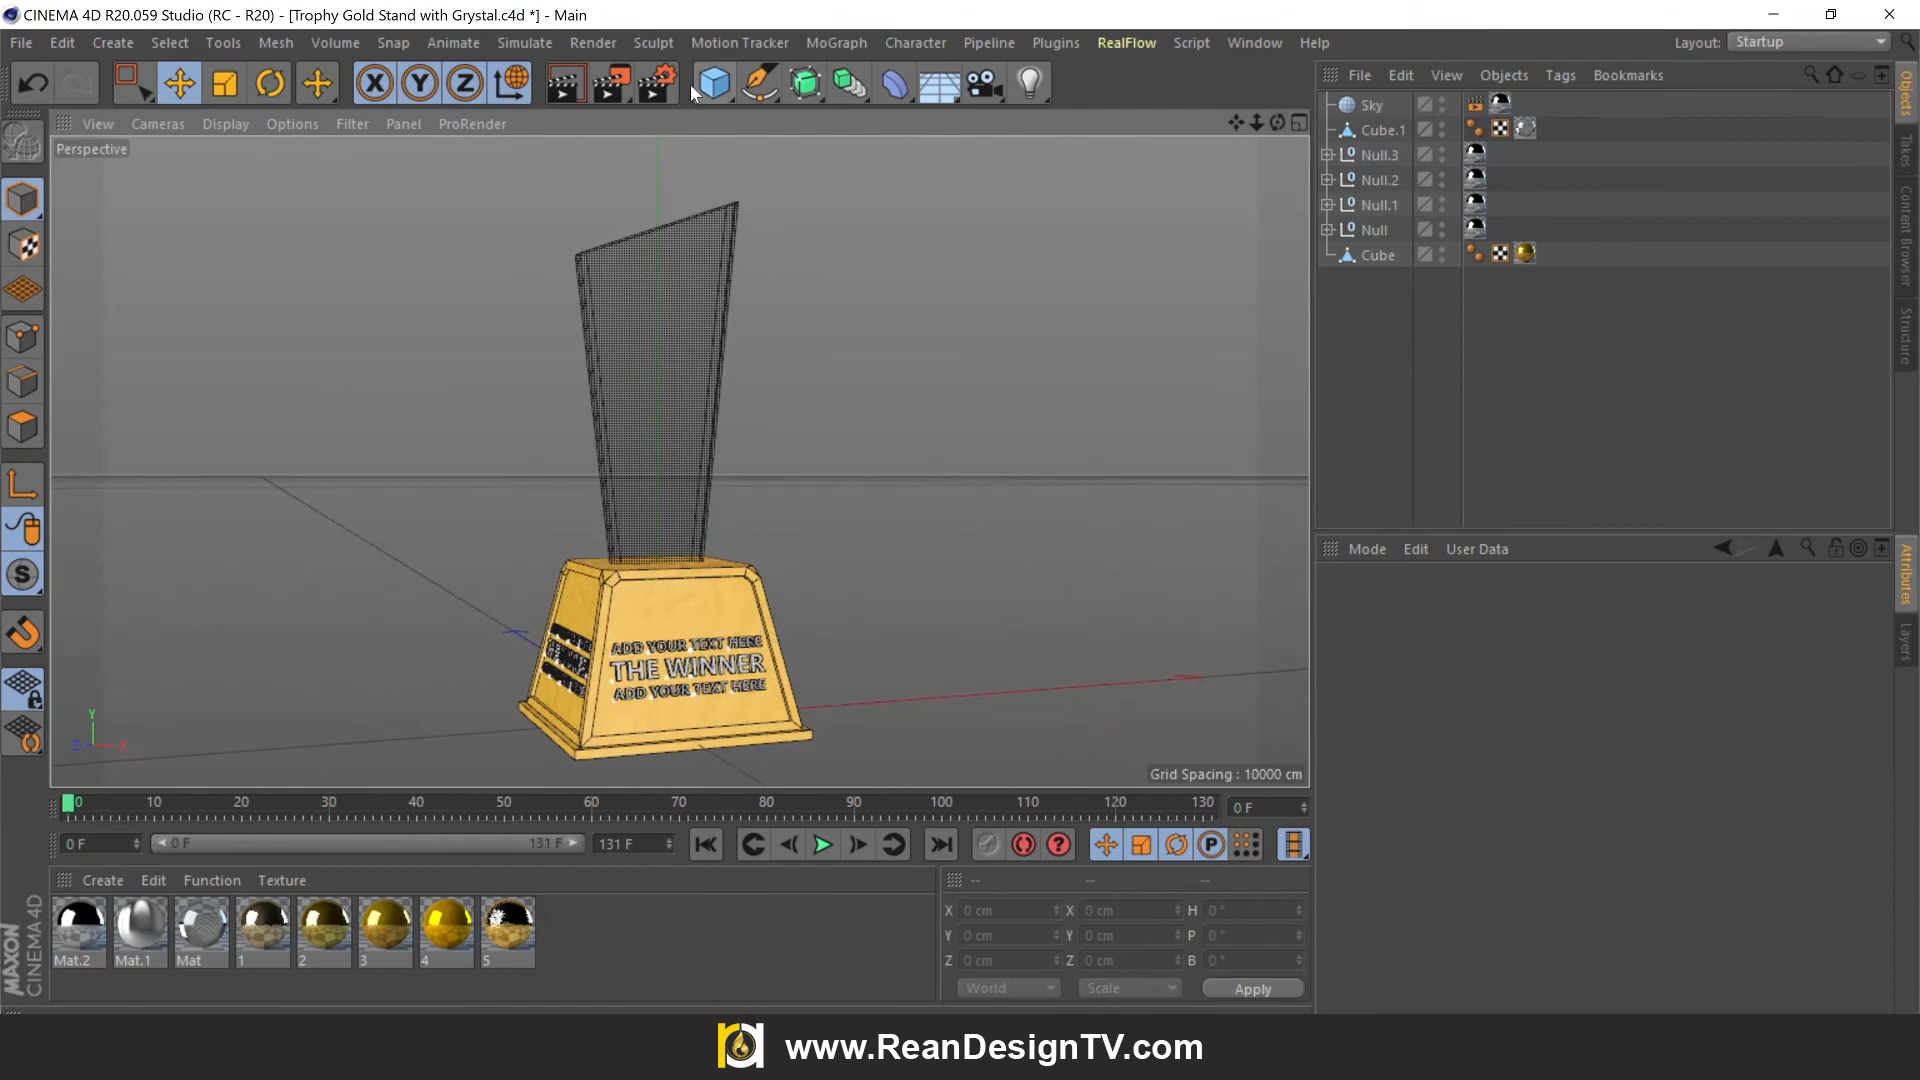 CINEMA 4D R20.059 Studio (RC - R20) - [Trophy Gold Stand with Grystal.c4d *] - Main
File Edit Create Select Tools Mesh Volume Snap Animate Simulate Render Sculpt Motion Tracker MoGraph Character Pipeline Plugins RealFlow Script Window Help Layout: Startup
X Y Z
File Edit View Objects Tags Bookmarks
View Cameras Display Options Filter Panel ProRender
Perspective
Sky
Cube.1
Null.3
Null.2
Null.1
Null
Cube
Objects
Takes
Content Browser
Structure
Mode Edit User Data
Attributes
Layers
ADD YOUR TEXT HERE
THE WINNER
ADD YOUR TEXT HERE
Y
Z X
Grid Spacing : 10000 cm
0 10 20 30 40 50 60 70 80 90 100 110 120 130 0 F
0 F 0 F 131 F 131 F
Create Edit Function Texture
-- -- --
Mat.2 Mat.1 Mat 1 2 3 4 5
X 0 cm X 0 cm H 0 °
Y 0 cm Y 0 cm P 0 °
Z 0 cm Z 0 cm B 0 °
World Scale Apply
MAXON
CINEMA 4D
www.ReanDesignTV.com